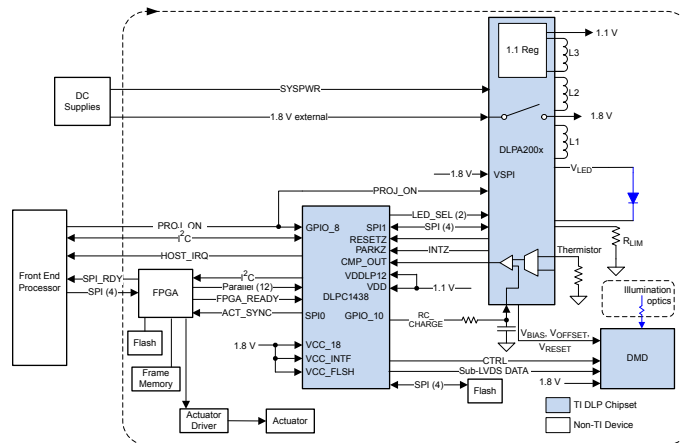 1.1 Reg
1.1 V
L3
DC
Supplies
SYSPWR
L2
1.8 V external
1.8 V
DLPA200x
L1
1.8 V
VSPI
VLED
PROJ_ON
Front End
Processor
PROJ_ON
GPIO_8
LED_SEL (2)
I2C
SPI1
SPI (4)
RESETZ
RLIM
HOST_IRQ
PARKZ
INTZ
CMP_OUT
Thermistor
SPI_RDY
I2C
VDDLP12
FPGA
Parallel (12)
VDD
1.1 V
SPI (4)
FPGA_READY
DLPC1438
Illumination
optics
ACT_SYNC
SPI0
GPIO_10
RC_
CHARGE
Flash
VBIAS, VOFFSET,
VRESET
1.8 V
VCC_18
VCC_INTF
VCC_FLSH
Frame
Memory
CTRL
DMD
Sub-LVDS DATA
SPI (4)
Flash
1.8 V
Actuator
Driver
Actuator
TI DLP Chipset
Non-TI Device